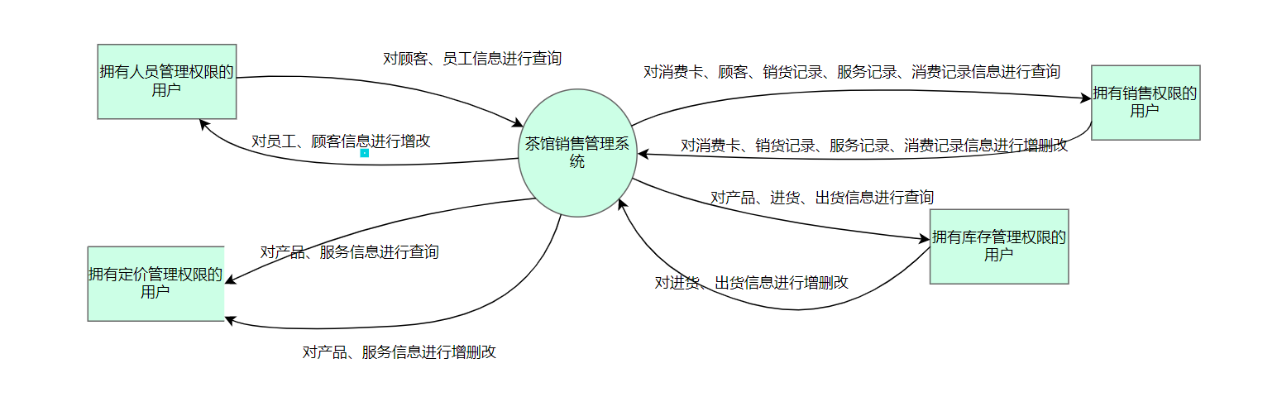 对顾客、员工信息进行查询
拥有人员管理权限的
用户
对消费卡、顾客、销货记录、服务记录、消费记录信息进行查询
拥有销售权限的
用户
对员工、顾客信息进行增改
茶馆销售管理系
统
对消费卡、销货记录、服务记录、消费记录信息进行增删改
对产品、进货、出货信息进行查询
拥有库存管理权限的
用户
对产品、服务信息进行查询
拥有定价管理权限的
用户
对进货、出货信息进行增删改
对产品、服务信息进行增删改